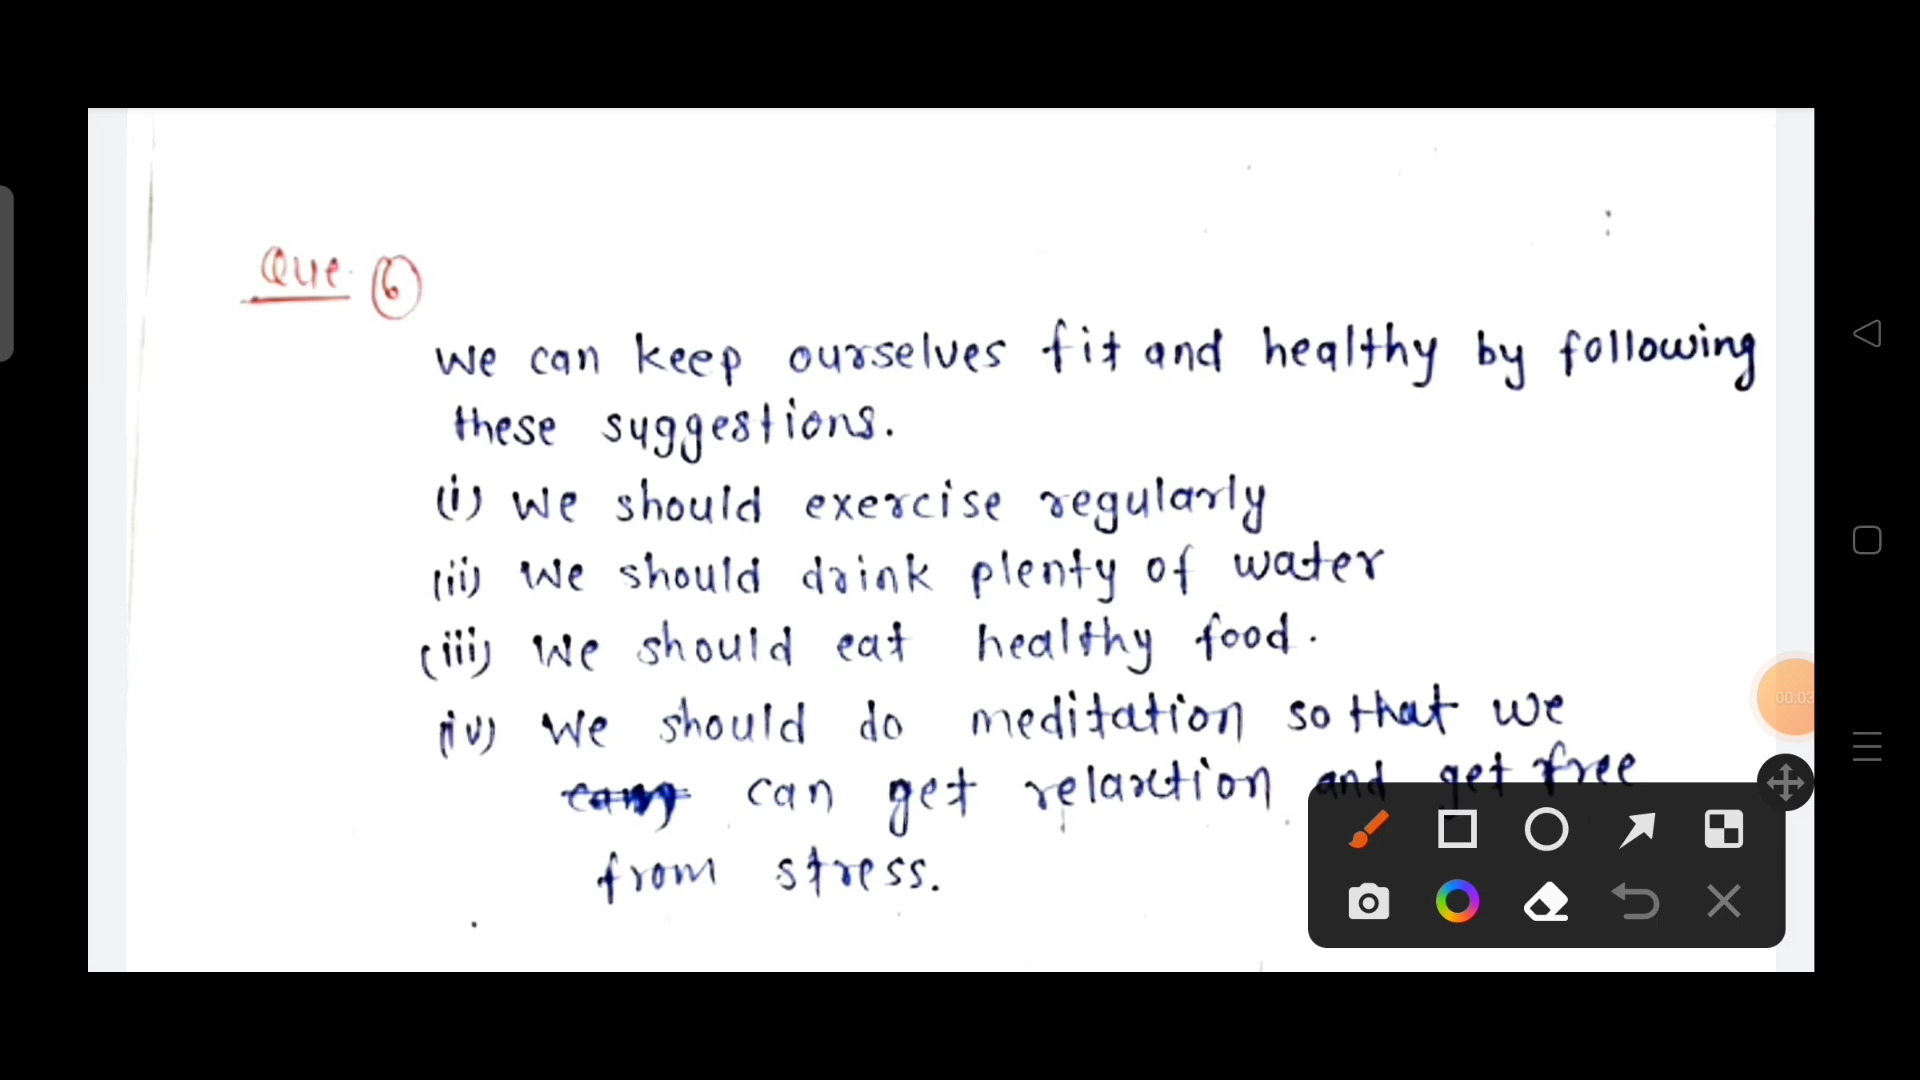 Que. 6
We can keep ourselves fit and healthy by following
these suggestions.
(i) We should exercise regularly
(ii) We should drink plenty of water
(iii) We should eat healthy food.
(iv) We should do meditation so that we
can get relaxtion and get free
from stress.
00:03